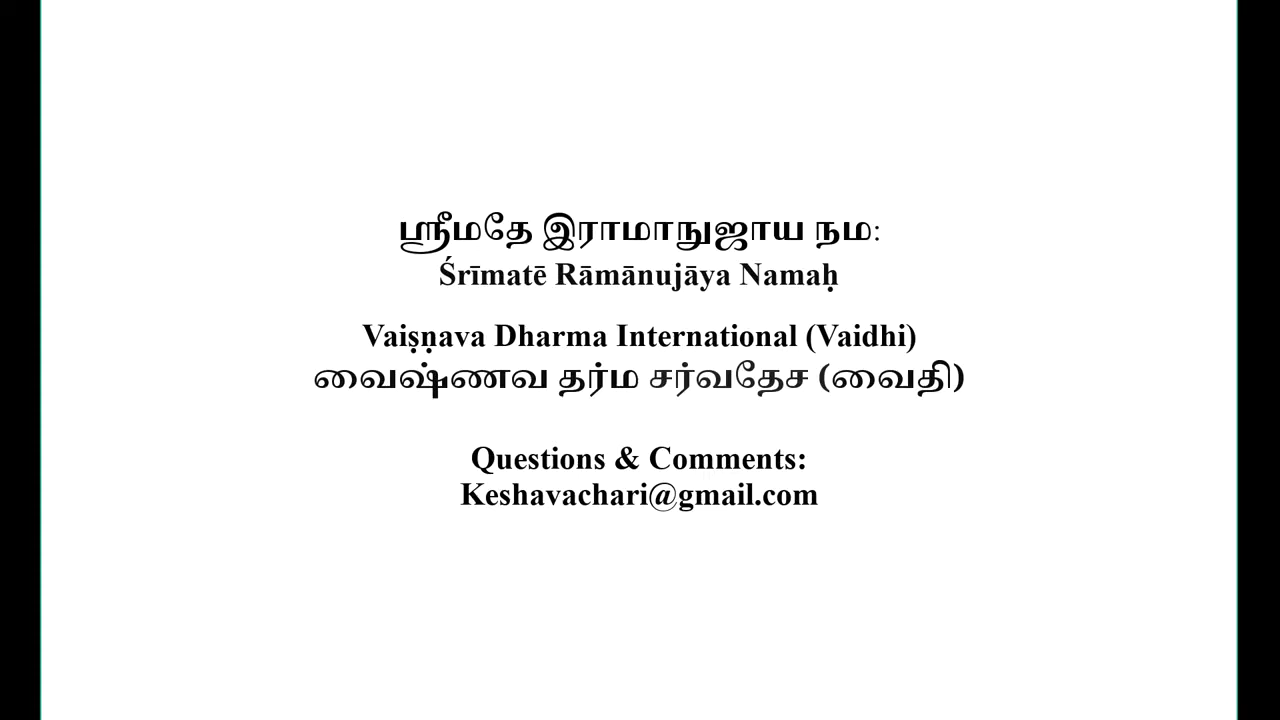 ஸ்ரீமதே இராமாநுஜாய நம:
Śrīmatē Rāmānujāya Namaḥ
Vaiṣṇava Dharma International (Vaidhi)
வைஷ்ணவ தர்ம சர்வதேச (வைதி)
Questions & Comments:
Keshavachari@gmail.com